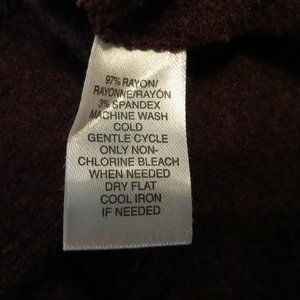 97% RAYON/
RAYONNE/RAYÓN
3% SPANDEX
MACHINE WASH
COLD
GENTLE CYCLE
ONLY NON-
CHLORINE BLEACH
WHEN NEEDED
DRY FLAT
COOL IRON
IF NEEDED